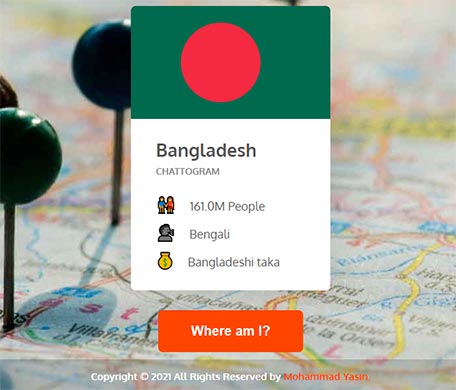 Bangladesh
CHATTOGRAM
161.0M People
Bengali
Bangladeshi taka
Where am I?
Copyright © 2021 All Rights Reserved by Mohammad Yasin.